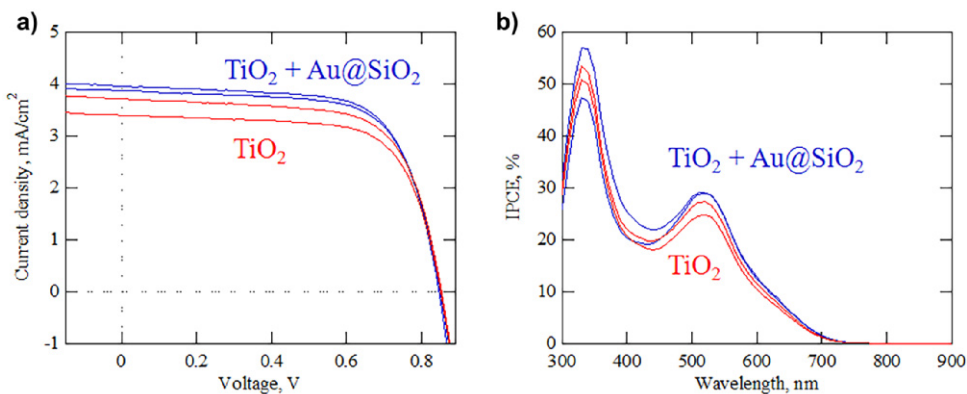 a)
5
4
3
2
1
0
-1
Current density, mA/cm²
TiO₂ + Au@SiO₂
TiO₂
0
0.2
0.4
0.6
0.8
Voltage, V
b)
60
50
40
30
20
10
0
IPCE, %
TiO₂ + Au@SiO₂
TiO₂
300
400
500
600
700
800
900
Wavelength, nm